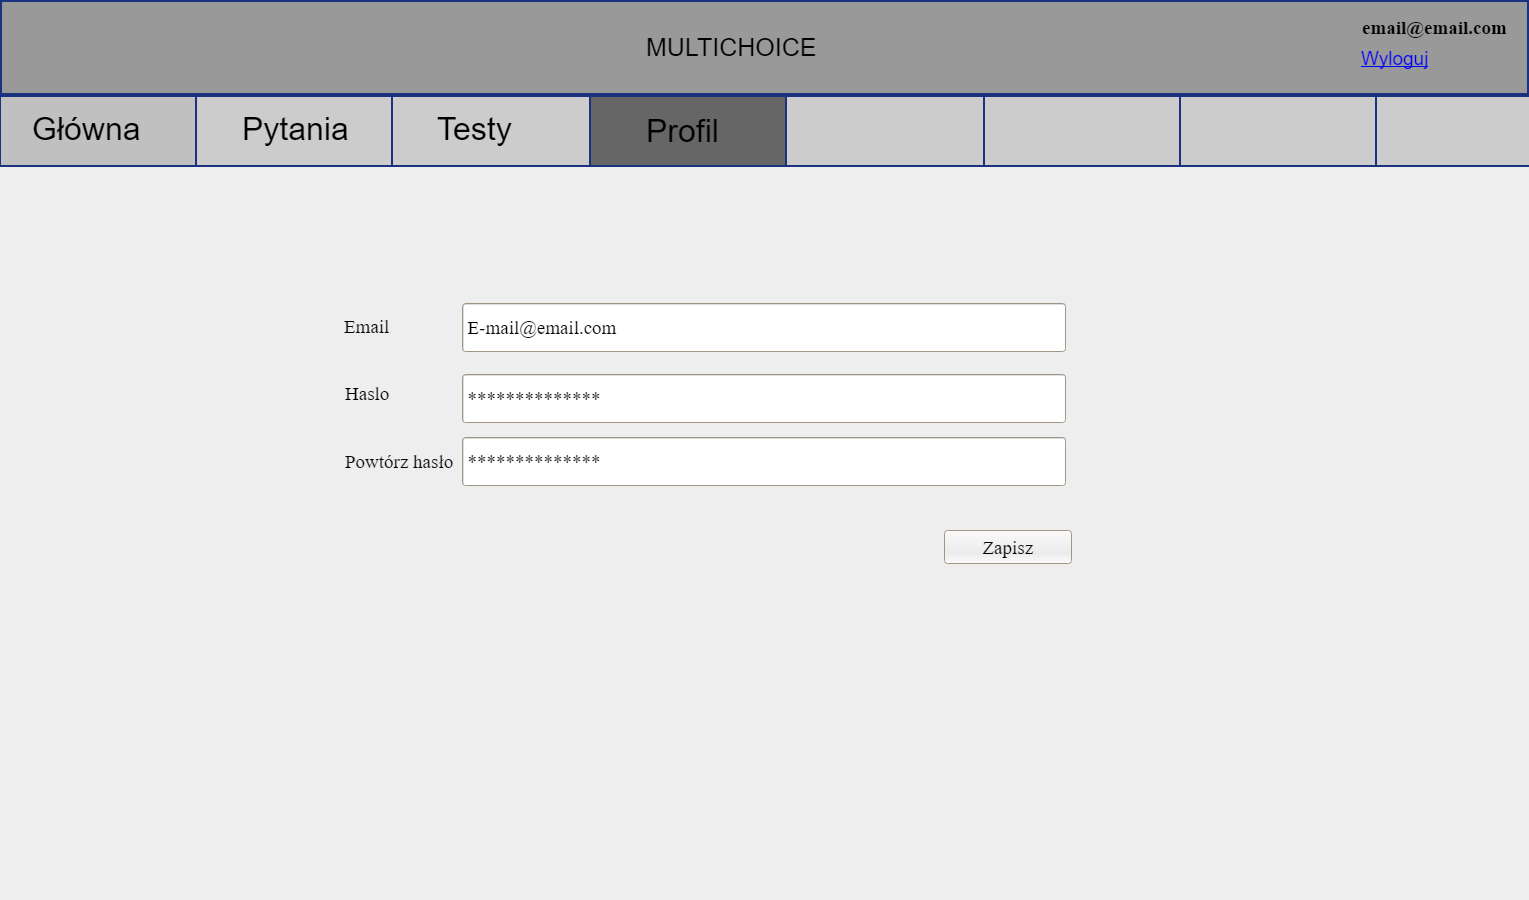 MULTICHOICE
email@email.com
Wyloguj
Główna Pytania Testy Profil
Email E-mail@email.com
Haslo **************
Powtórz hasło **************
Zapisz